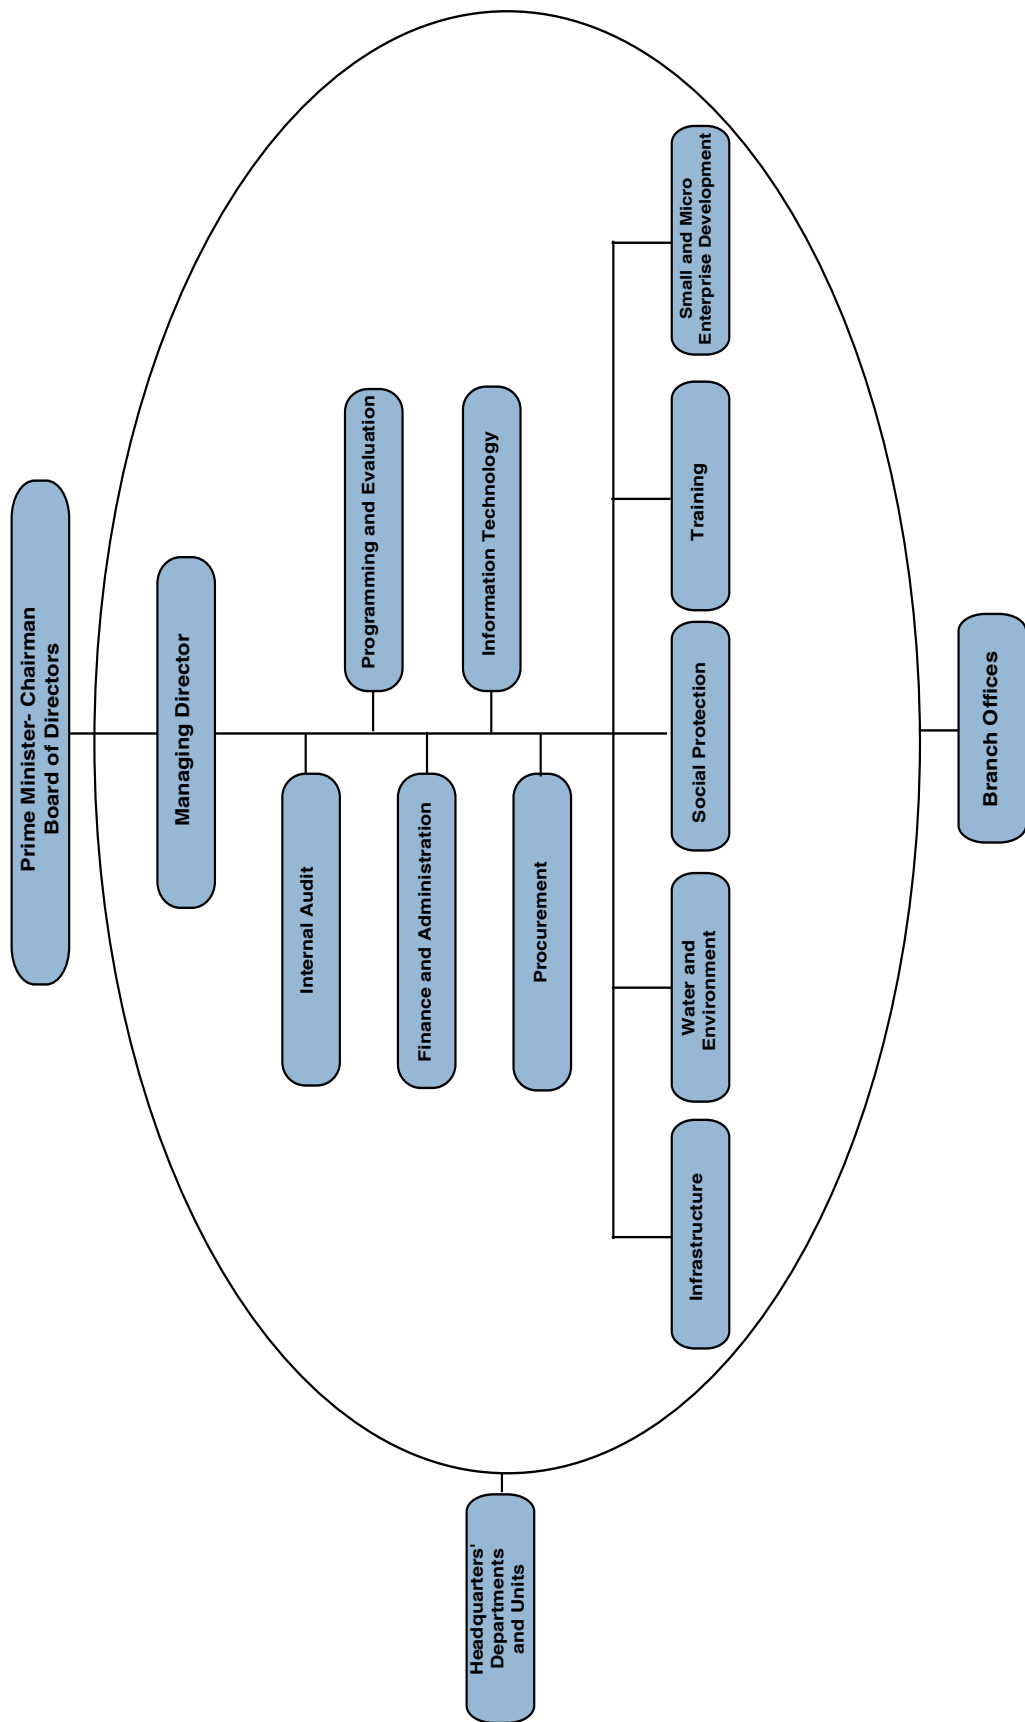 Prime Minister- Chairman
Board of Directors
Managing Director
Internal Audit
Programming and Evaluation
Finance and Administration
Information Technology
Procurement
Infrastructure
Water and
Environment
Social Protection
Training
Small and Micro
Enterprise Development
Headquarters'
Departments
and Units
Branch Offices